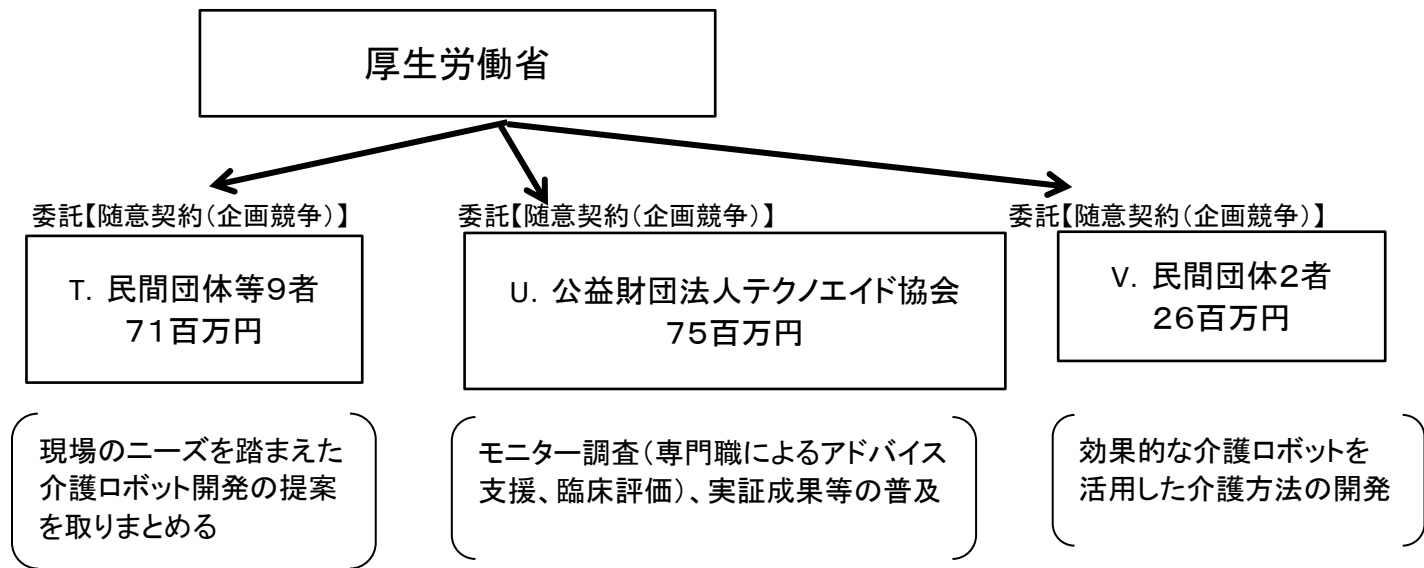 厚生労働省
委託【随意契約（企画競争）】
委託【随意契約（企画競争）】
委託【随意契約（企画競争）】
T．民間団体等9者
71百万円
U．公益財団法人テクノエイド協会
75百万円
V．民間団体2者
26百万円
現場のニーズを踏まえた
介護ロボット開発の提案
を取りまとめる
モニター調査（専門職によるアドバイス
支援、臨床評価）、実証成果等の普及
効果的な介護ロボットを
活用した介護方法の開発